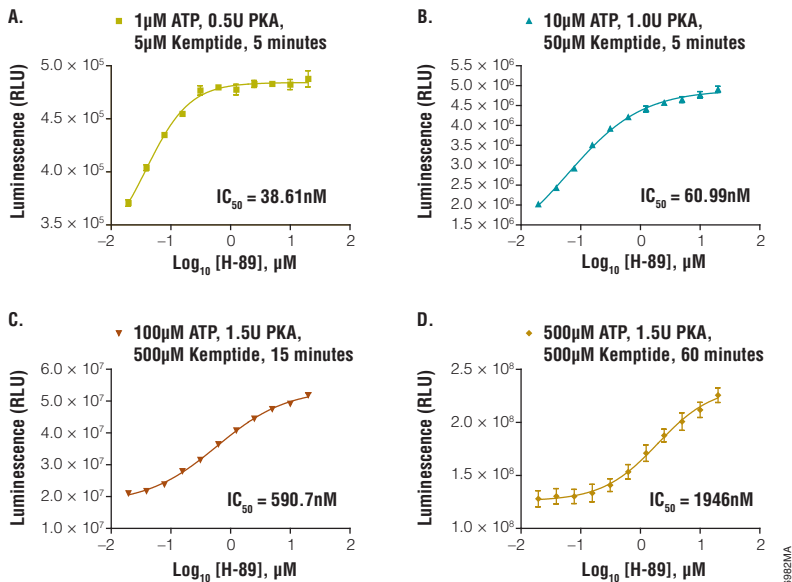 A.
1µM ATP, 0.5U PKA,
5µM Kemptide, 5 minutes
Luminescence (RLU)
5.0 × 10⁵
4.0 × 10⁵
3.5 × 10⁵
IC₅₀ = 38.61nM
−2 −1 0 1 2
Log₁₀ [H-89], µM
B.
10µM ATP, 1.0U PKA,
50µM Kemptide, 5 minutes
Luminescence (RLU)
5.5 × 10⁶
5.0 × 10⁶
4.5 × 10⁶
4.0 × 10⁶
3.5 × 10⁶
3.0 × 10⁶
2.5 × 10⁶
2.0 × 10⁶
1.5 × 10⁶
IC₅₀ = 60.99nM
−2 −1 0 1 2
Log₁₀ [H-89], µM
C.
100µM ATP, 1.5U PKA,
500µM Kemptide, 15 minutes
Luminescence (RLU)
6.0 × 10⁷
5.0 × 10⁷
4.0 × 10⁷
3.0 × 10⁷
2.0 × 10⁷
1.0 × 10⁷
IC₅₀ = 590.7nM
−2 −1 0 1 2
Log₁₀ [H-89], µM
D.
500µM ATP, 1.5U PKA,
500µM Kemptide, 60 minutes
Luminescence (RLU)
2.5 × 10⁸
2.0 × 10⁸
1.5 × 10⁸
1.0 × 10⁸
IC₅₀ = 1946nM
−2 −1 0 1 2
Log₁₀ [H-89], µM